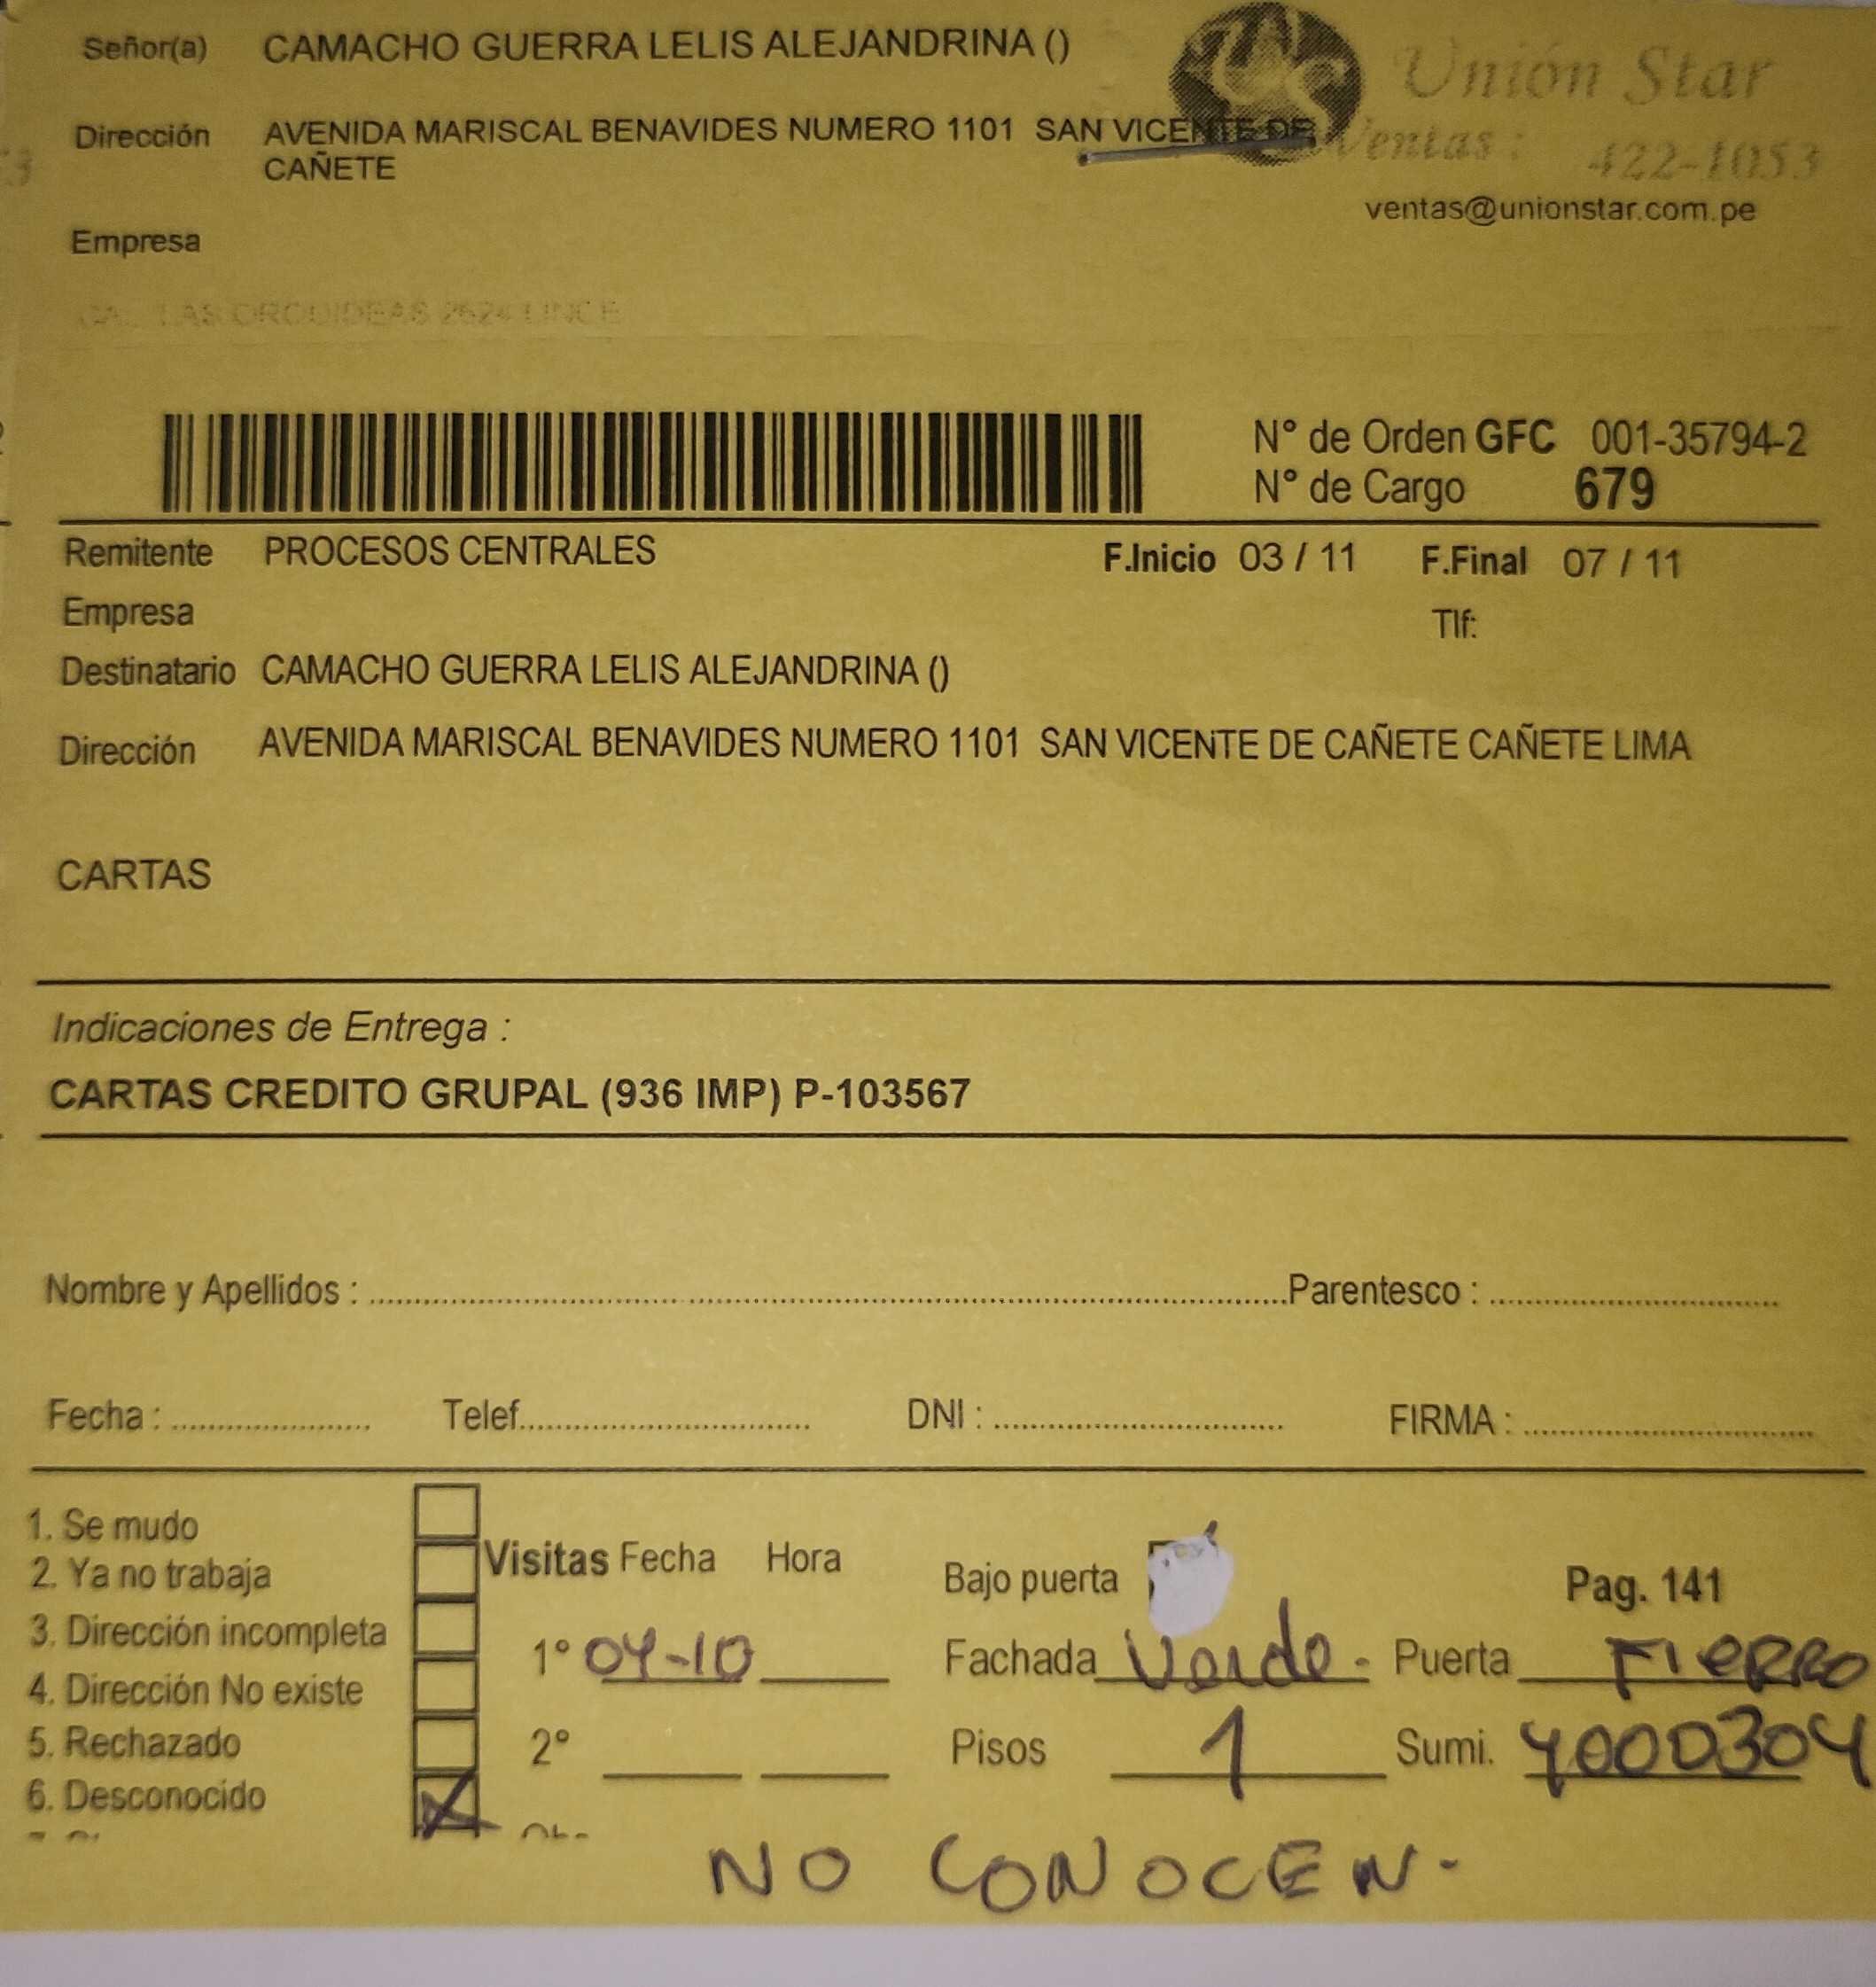 Señor(a) CAMACHO GUERRA LELIS ALEJANDRINA ()
Unión Star
Dirección AVENIDA MARISCAL BENAVIDES NUMERO 1101 SAN VICENTE DE
CAÑETE
Ventas : 422-1053
ventas@unionstar.com.pe
Empresa
LAS ORQUIDEAS 2624 LINCE
N° de Orden GFC 001-35794-2
N° de Cargo 679
Remitente PROCESOS CENTRALES F.Inicio 03 / 11 F.Final 07 / 11
Empresa Tlf:
Destinatario CAMACHO GUERRA LELIS ALEJANDRINA ()
Dirección AVENIDA MARISCAL BENAVIDES NUMERO 1101 SAN VICENTE DE CAÑETE CAÑETE LIMA
CARTAS
Indicaciones de Entrega :
CARTAS CREDITO GRUPAL (936 IMP) P-103567
Nombre y Apellidos : Parentesco :
Fecha : Telef. DNI : FIRMA :
1. Se mudo
2. Ya no trabaja
3. Dirección incompleta
4. Dirección No existe
5. Rechazado
6. Desconocido
Visitas Fecha Hora
1° 04-10
2°
Bajo puerta Pag. 141
Fachada Verde. Puerta FIERRO
Pisos 1 Sumi. 4000304
NO CONOCEN.